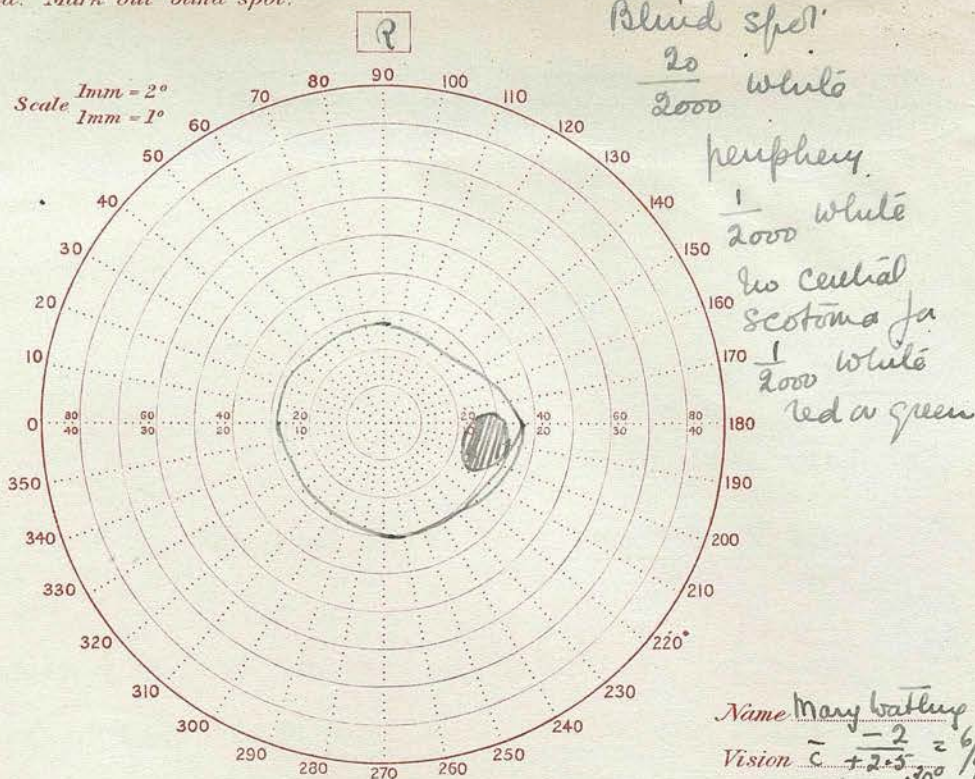 Mark out blind spot.
R
Blind spot
20
2000 white
periphery
1
2000 white
no central
scotoma for
1
2000 white
red or green
Scale 1mm = 2°
1mm = 1°
0
10
20
30
40
50
60
70
80
90
100
110
120
130
140
150
160
170
180
190
200
210
220°
230
240
250
260
270
280
290
300
310
320
330
340
350
80 60 40 20 20 40 60 80
40 30 20 10 10 20 30 40
Name Mary
Vision c̄ -2
+2.5